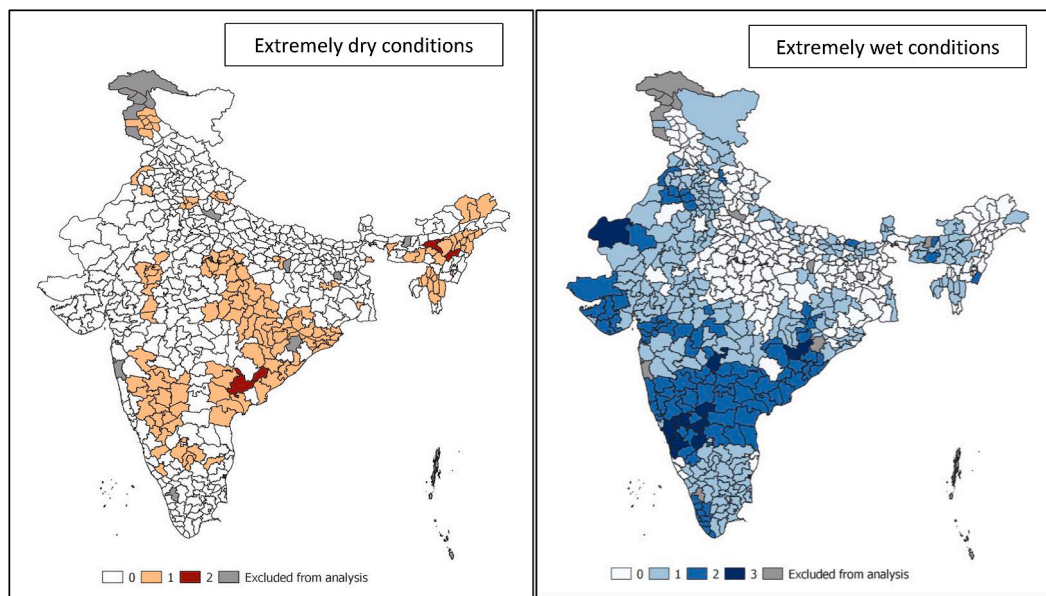 Extremely dry conditions
Extremely wet conditions
0 1 2 Excluded from analysis
0 1 2 3 Excluded from analysis